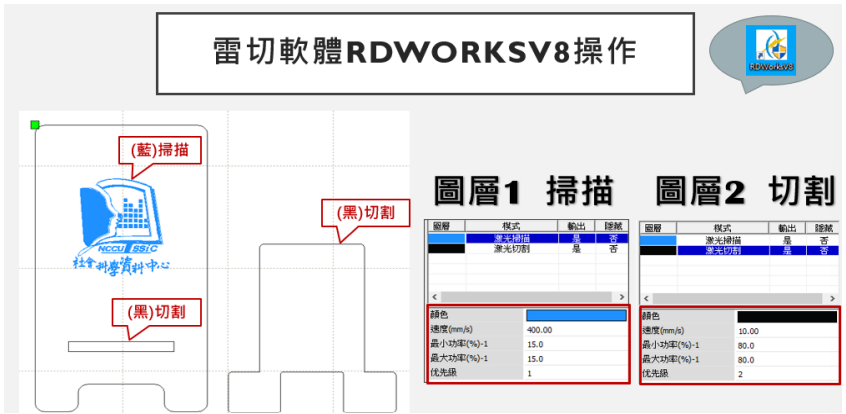 雷切軟體RDWORKSV8操作
RDWorksV8
(藍)掃描
NCCU SSIC
社會科學資料中心
(黑)切割
(黑)切割
圖層1 掃描
圖層 模式 輸出 隱藏
激光掃描 是 否
激光切割 是 否
顏色
速度(mm/s) 400.00
最小功率(%)-1 15.0
最大功率(%)-1 15.0
优先級 1
圖層2 切割
圖層 模式 輸出 隱藏
激光掃描 是 否
激光切割 是 否
顏色
速度(mm/s) 10.00
最小功率(%)-1 80.0
最大功率(%)-1 80.0
优先級 2